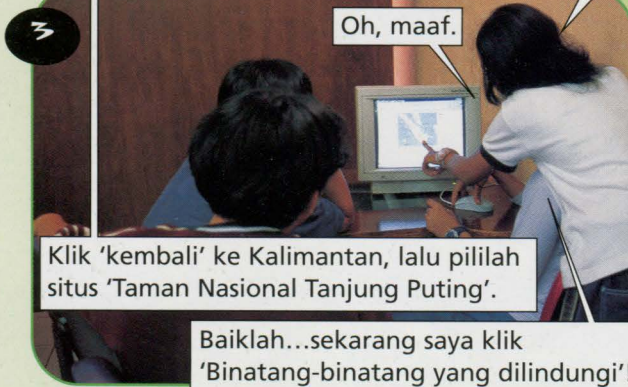 3
Oh, maaf.
Klik ‘kembali’ ke Kalimantan, lalu pililah
situs ‘Taman Nasional Tanjung Puting’.
Baiklah...sekarang saya klik
‘Binatang-binatang yang dilindungi’!